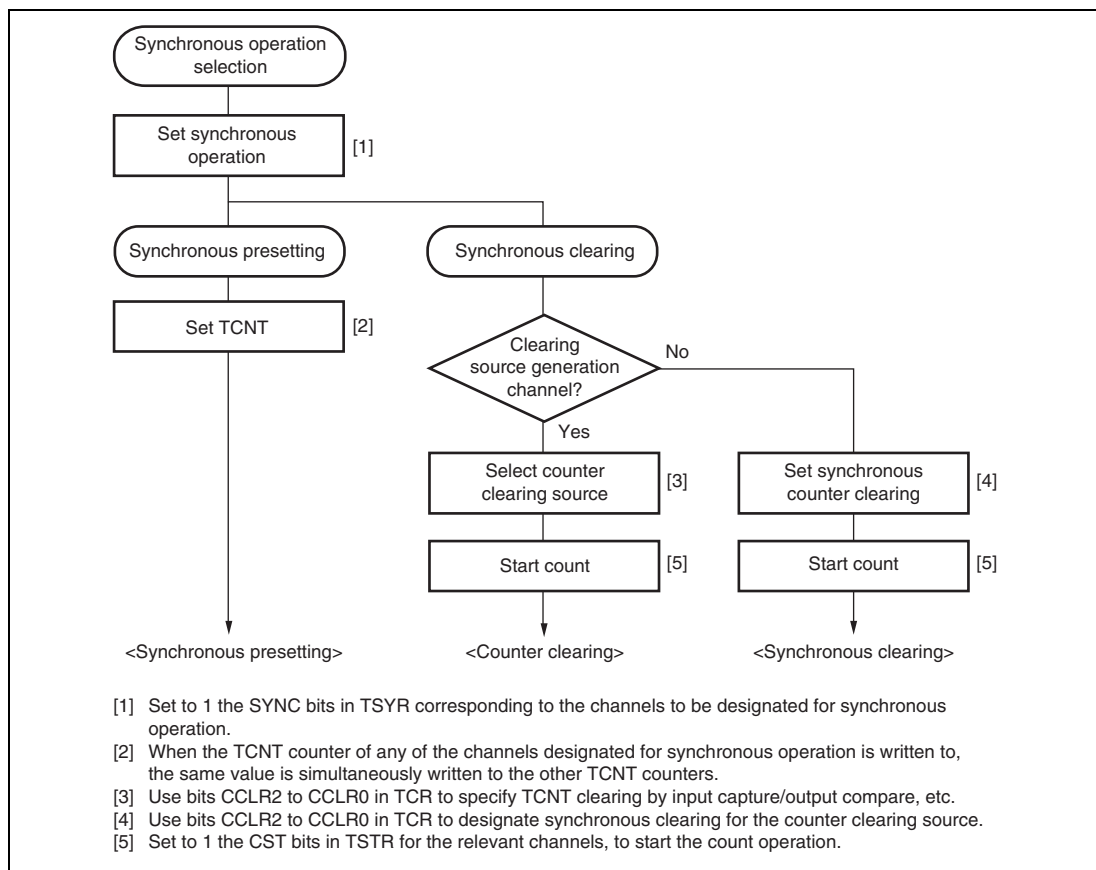 Synchronous operation
selection
Set synchronous
operation
[1]
Synchronous presetting
Synchronous clearing
Set TCNT
[2]
Clearing
source generation
channel?
No
Yes
Select counter
clearing source
[3]
Set synchronous
counter clearing
[4]
Start count
[5]
Start count
[5]
<Synchronous presetting>
<Counter clearing>
<Synchronous clearing>
[1] Set to 1 the SYNC bits in TSYR corresponding to the channels to be designated for synchronous
operation.
[2] When the TCNT counter of any of the channels designated for synchronous operation is written to,
the same value is simultaneously written to the other TCNT counters.
[3] Use bits CCLR2 to CCLR0 in TCR to specify TCNT clearing by input capture/output compare, etc.
[4] Use bits CCLR2 to CCLR0 in TCR to designate synchronous clearing for the counter clearing source.
[5] Set to 1 the CST bits in TSTR for the relevant channels, to start the count operation.